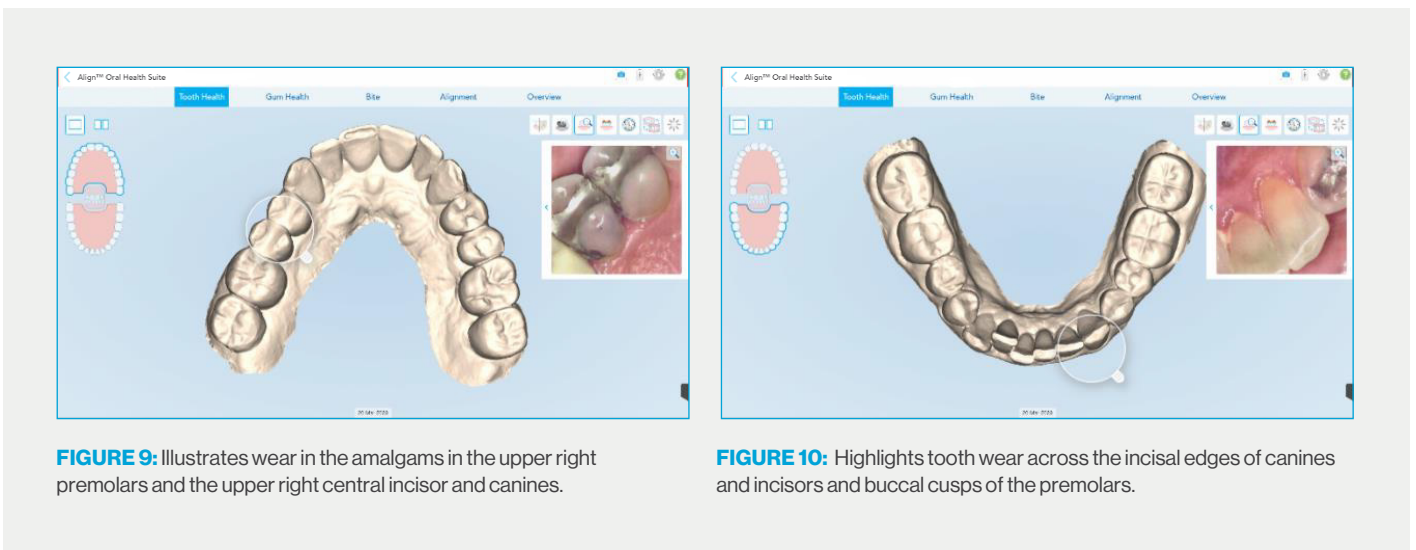 Align™ Oral Health Suite
Tooth Health Gum Health Bite Alignment Overview
Align™ Oral Health Suite
Tooth Health Gum Health Bite Alignment Overview
FIGURE 9: Illustrates wear in the amalgams in the upper right
premolars and the upper right central incisor and canines.
FIGURE 10: Highlights tooth wear across the incisal edges of canines
and incisors and buccal cusps of the premolars.